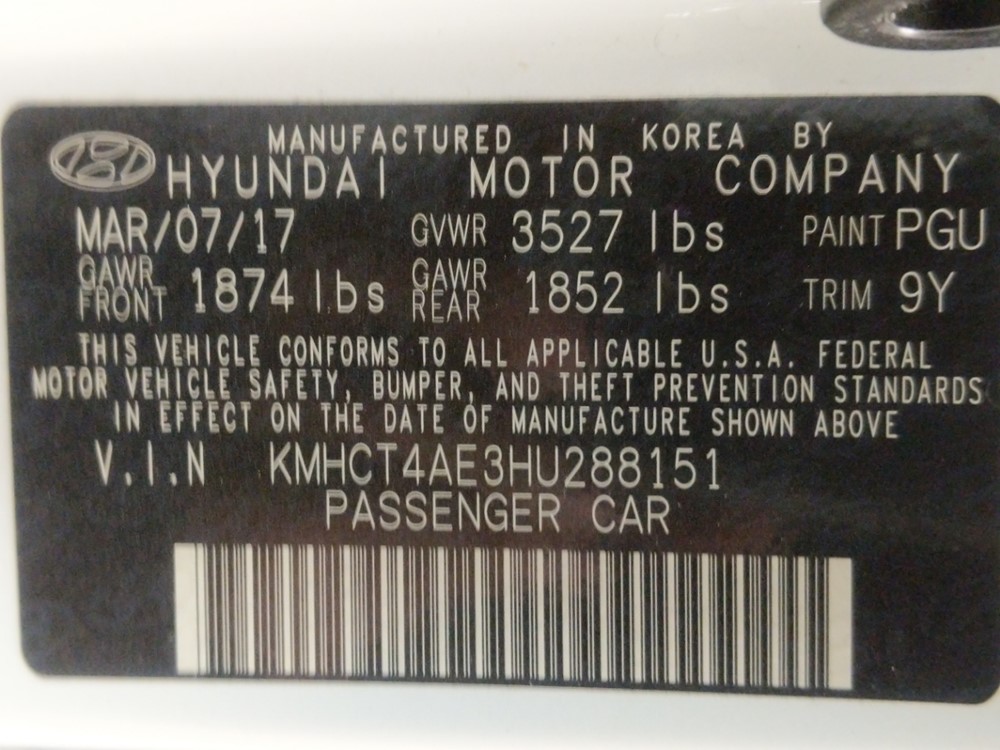 MANUFACTURED IN KOREA BY
HYUNDAI MOTOR COMPANY
MAR/07/17 GVWR 3527 lbs PAINT PGU
GAWR FRONT 1874 lbs GAWR REAR 1852 lbs TRIM 9Y
THIS VEHICLE CONFORMS TO ALL APPLICABLE U.S.A. FEDERAL
MOTOR VEHICLE SAFETY, BUMPER, AND THEFT PREVENTION STANDARDS
IN EFFECT ON THE DATE OF MANUFACTURE SHOWN ABOVE
V.I.N KMHCT4AE3HU288151
PASSENGER CAR